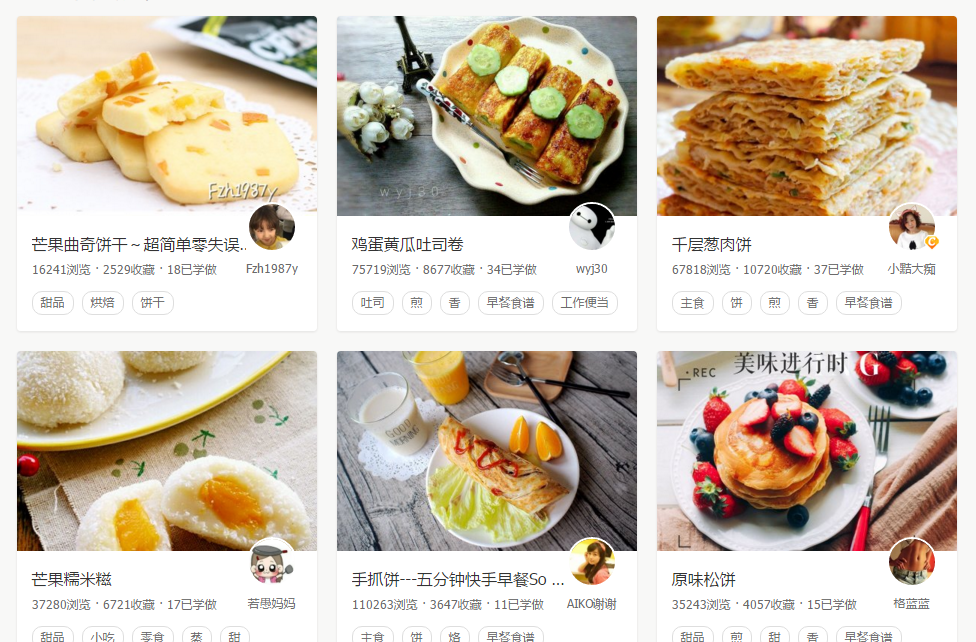 Fzh1937y
wyj30
芒果曲奇饼干～超简单零失误..
16241浏览·2529收藏·18已学做
Fzh1987y
甜品 烘焙 饼干
鸡蛋黄瓜吐司卷
75719浏览·8677收藏·34已学做
wyj30
吐司 煎 香 早餐食谱 工作便当
千层葱肉饼
67818浏览·10720收藏·37已学做
小黠大痴
主食 饼 煎 香 早餐食谱
GOOD
MORNING
·REC 美味进行时 G
芒果糯米糍
37280浏览·6721收藏·17已学做
若愚妈妈
甜品 小吃 零食 蒸 甜
手抓饼---五分钟快手早餐So ...
110263浏览·3647收藏·11已学做
AIKO谢谢
主食 饼 烙 早餐食谱
原味松饼
35243浏览·4057收藏·15已学做
格蓝蓝
甜品 煎 甜 香 早餐食谱